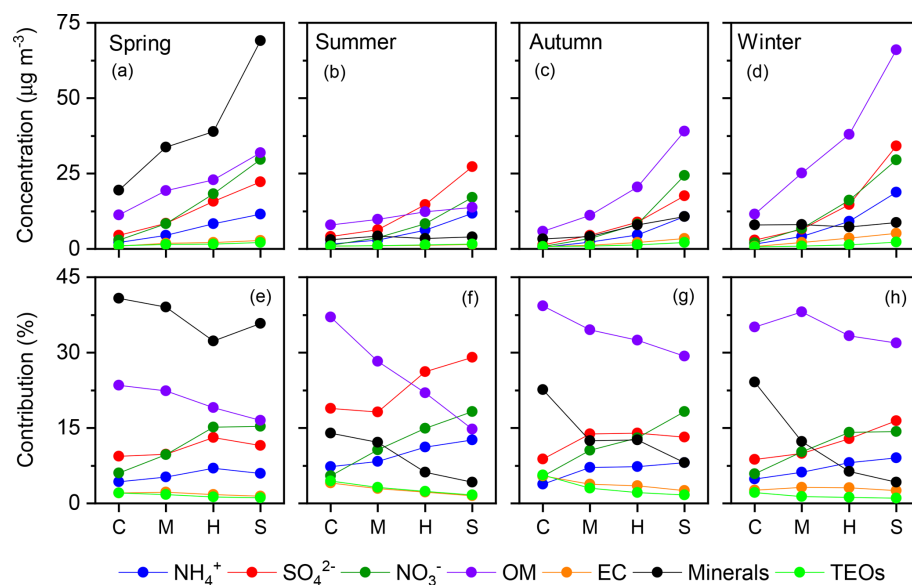 Concentration (µg m⁻³)
75
50
25
0
Spring
(a)
Summer
(b)
Autumn
(c)
Winter
(d)
Contribution (%)
45
30
15
0
(e)
(f)
(g)
(h)
C M H S C M H S C M H S C M H S
NH₄⁺ SO₄²⁻ NO₃⁻ OM EC Minerals TEOs